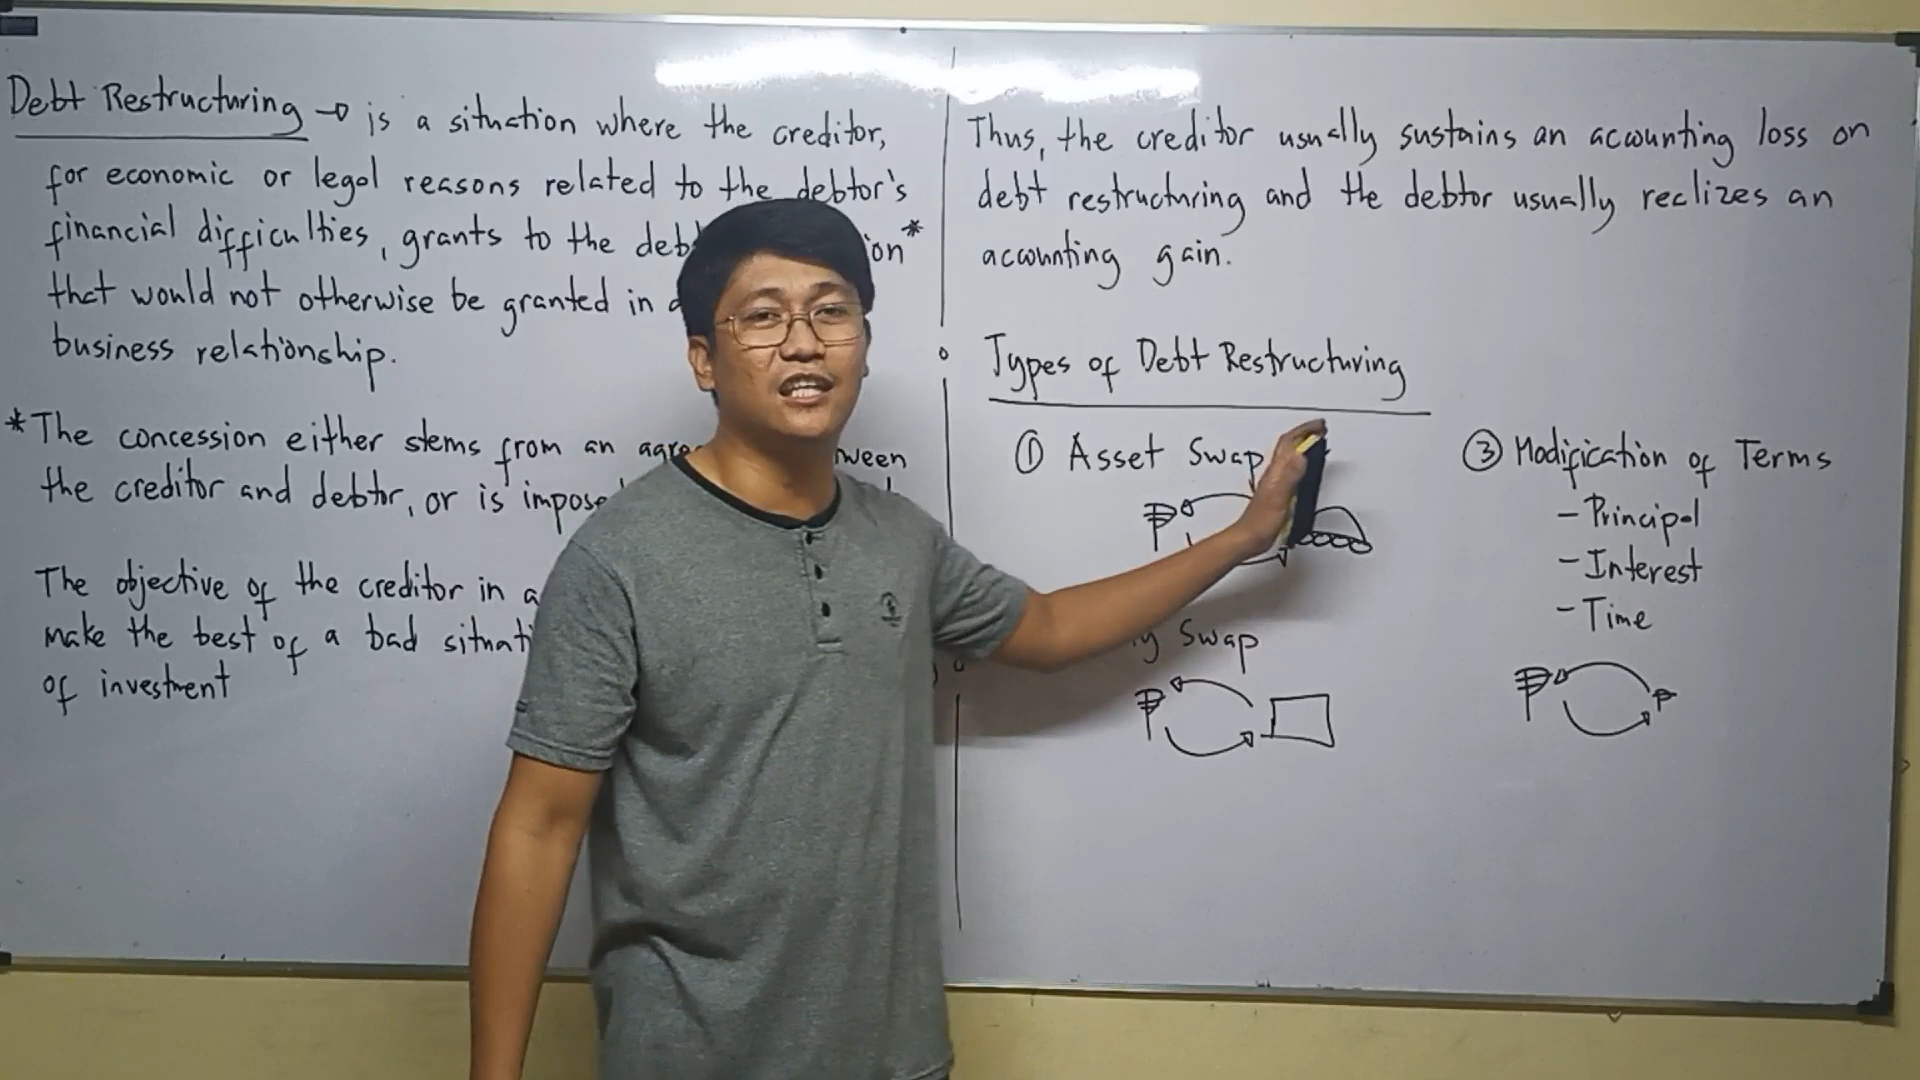 Debt Restructuring → is a situation where the creditor,
for economic or legal reasons related to the debtor's
financial difficulties, grants to the ion*
that would not otherwise be granted in
business relationship.
*The concession either stems from an
the creditor and debtor, or is
The objective of the creditor in
make the best of a bad
of investment
Thus, the creditor usually sustains an accounting loss on
debt restructuring and the debtor usually realizes an
accounting gain.
Types of Debt Restructuring
① Asset Swap
₱
Swap
₱
③ Modification of Terms
- Principal
- Interest
- Time
₱ ₱